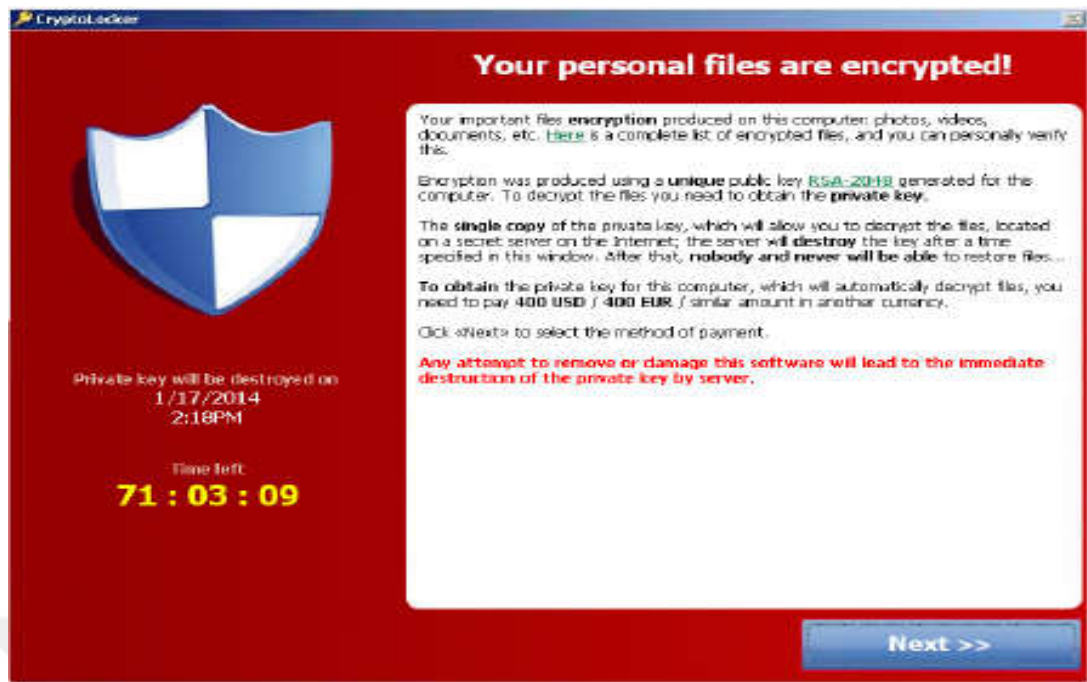 CryptoLocker
Your personal files are encrypted!
Your important files encryption produced on this computer: photos, videos,
documents, etc. Here is a complete list of encrypted files, and you can personally verify
this.
Encryption was produced using a unique public key RSA-2048 generated for this
computer. To decrypt the files you need to obtain the private key.
The single copy of the private key, which will allow you to decrypt the files, located
on a secret server on the Internet; the server will destroy the key after a time
specified in this window. After that, nobody and never will be able to restore files...
To obtain the private key for this computer, which will automatically decrypt files, you
need to pay 400 USD / 400 EUR / similar amount in another currency.
Click «Next» to select the method of payment.
Any attempt to remove or damage this software will lead to the immediate
destruction of the private key by server.
Private key will be destroyed on
1/17/2014
2:18PM
Time left
71 : 03 : 09
Next >>